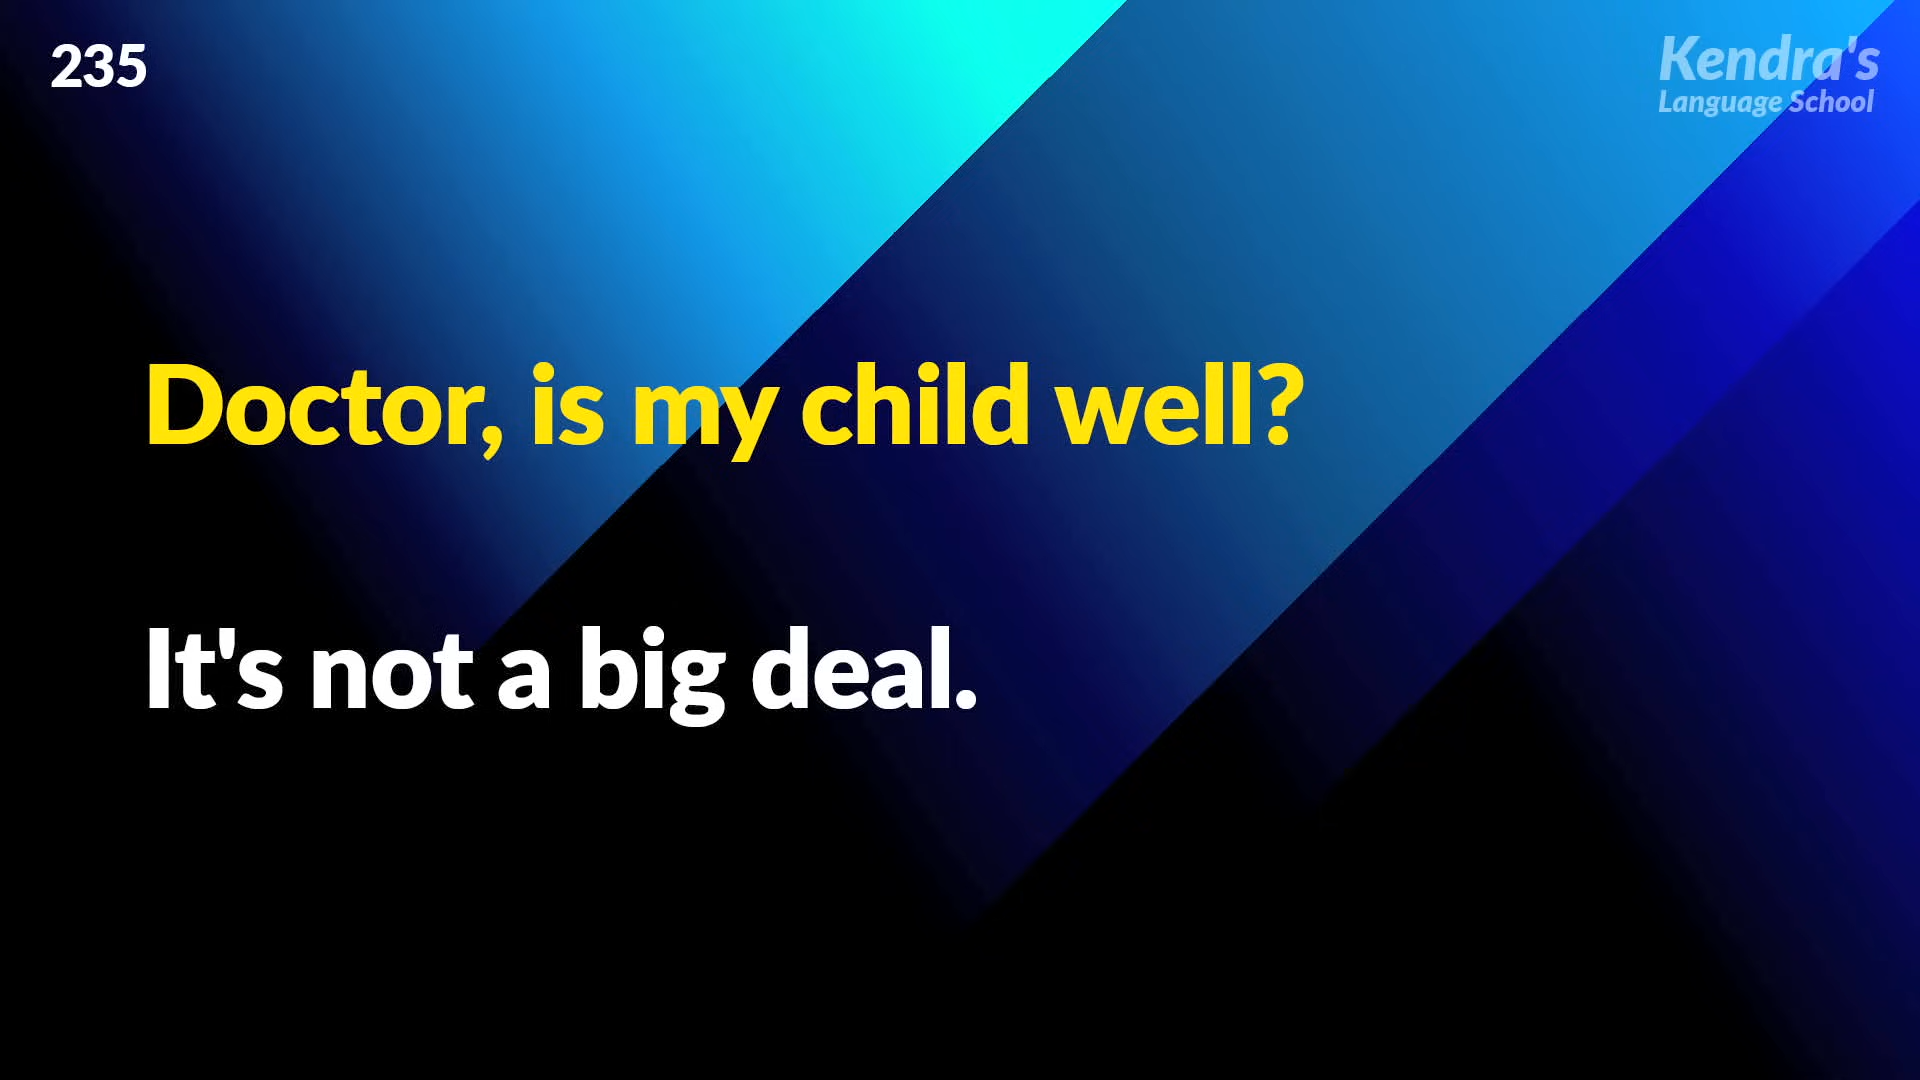 235
Kendra's
Language School
Doctor, is my child well?
It's not a big deal.